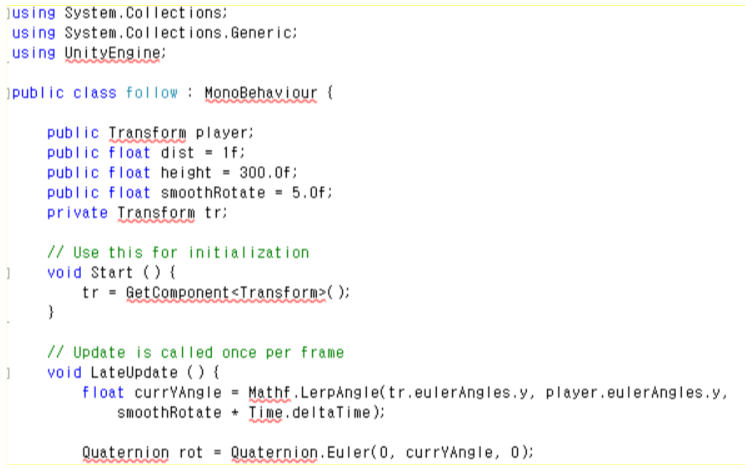 using System.Collections;
using System.Collections.Generic;
using UnityEngine;
public class follow : MonoBehaviour {
public Transform player;
public float dist = 1f;
public float height = 300.0f;
public float smoothRotate = 5.0f;
private Transform tr;
// Use this for initialization
void Start () {
tr = GetComponent<Transform>();
}
// Update is called once per frame
void LateUpdate () {
float currYAngle = Mathf.LerpAngle(tr.eulerAngles.y, player.eulerAngles.y,
smoothRotate * Time.deltaTime);
Quaternion rot = Quaternion.Euler(0, currYAngle, 0);